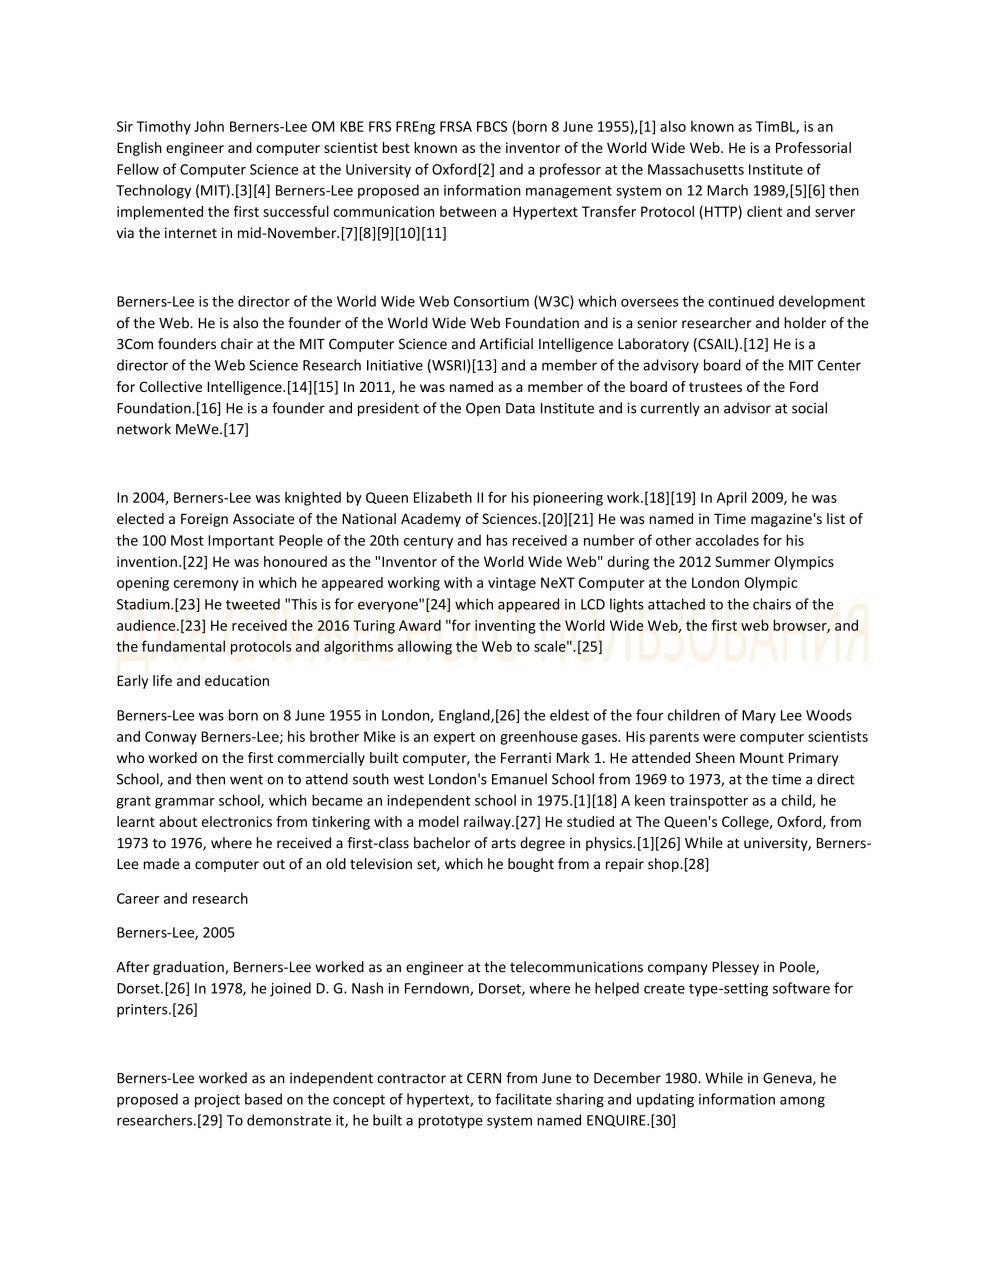 Sir Timothy John Berners-Lee OM KBE FRS FREng FRSA FBCS (born 8 June 1955),[1] also known as TimBL, is an
English engineer and computer scientist best known as the inventor of the World Wide Web. He is a Professorial
Fellow of Computer Science at the University of Oxford[2] and a professor at the Massachusetts Institute of
Technology (MIT).[3][4] Berners-Lee proposed an information management system on 12 March 1989,[5][6] then
implemented the first successful communication between a Hypertext Transfer Protocol (HTTP) client and server
via the internet in mid-November.[7][8][9][10][11]
Berners-Lee is the director of the World Wide Web Consortium (W3C) which oversees the continued development
of the Web. He is also the founder of the World Wide Web Foundation and is a senior researcher and holder of the
3Com founders chair at the MIT Computer Science and Artificial Intelligence Laboratory (CSAIL).[12] He is a
director of the Web Science Research Initiative (WSRI)[13] and a member of the advisory board of the MIT Center
for Collective Intelligence.[14][15] In 2011, he was named as a member of the board of trustees of the Ford
Foundation.[16] He is a founder and president of the Open Data Institute and is currently an advisor at social
network MeWe.[17]
In 2004, Berners-Lee was knighted by Queen Elizabeth II for his pioneering work.[18][19] In April 2009, he was
elected a Foreign Associate of the National Academy of Sciences.[20][21] He was named in Time magazine's list of
the 100 Most Important People of the 20th century and has received a number of other accolades for his
invention.[22] He was honoured as the "Inventor of the World Wide Web" during the 2012 Summer Olympics
opening ceremony in which he appeared working with a vintage NeXT Computer at the London Olympic
Stadium.[23] He tweeted "This is for everyone"[24] which appeared in LCD lights attached to the chairs of the
audience.[23] He received the 2016 Turing Award "for inventing the World Wide Web, the first web browser, and
the fundamental protocols and algorithms allowing the Web to scale".[25]
ДЛЯ СЛУЖЕБНОГО ПОЛЬЗОВАНИЯ
Early life and education
Berners-Lee was born on 8 June 1955 in London, England,[26] the eldest of the four children of Mary Lee Woods
and Conway Berners-Lee; his brother Mike is an expert on greenhouse gases. His parents were computer scientists
who worked on the first commercially built computer, the Ferranti Mark 1. He attended Sheen Mount Primary
School, and then went on to attend south west London's Emanuel School from 1969 to 1973, at the time a direct
grant grammar school, which became an independent school in 1975.[1][18] A keen trainspotter as a child, he
learnt about electronics from tinkering with a model railway.[27] He studied at The Queen's College, Oxford, from
1973 to 1976, where he received a first-class bachelor of arts degree in physics.[1][26] While at university, Berners-
Lee made a computer out of an old television set, which he bought from a repair shop.[28]
Career and research
Berners-Lee, 2005
After graduation, Berners-Lee worked as an engineer at the telecommunications company Plessey in Poole,
Dorset.[26] In 1978, he joined D. G. Nash in Ferndown, Dorset, where he helped create type-setting software for
printers.[26]
Berners-Lee worked as an independent contractor at CERN from June to December 1980. While in Geneva, he
proposed a project based on the concept of hypertext, to facilitate sharing and updating information among
researchers.[29] To demonstrate it, he built a prototype system named ENQUIRE.[30]